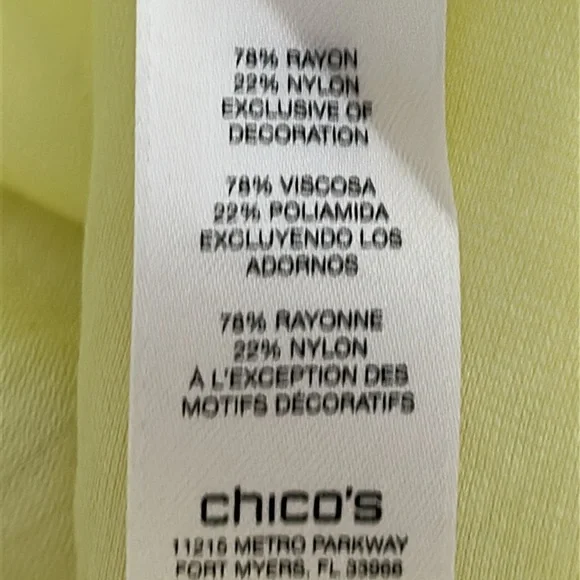 78% RAYON
22% NYLON
EXCLUSIVE OF
DECORATION
78% VISCOSA
22% POLIAMIDA
EXCLUYENDO LOS
ADORNOS
78% RAYONNE
22% NYLON
À L'EXCEPTION DES
MOTIFS DÉCORATIFS
chico's
11215 METRO PARKWAY
FORT MYERS, FL 33966